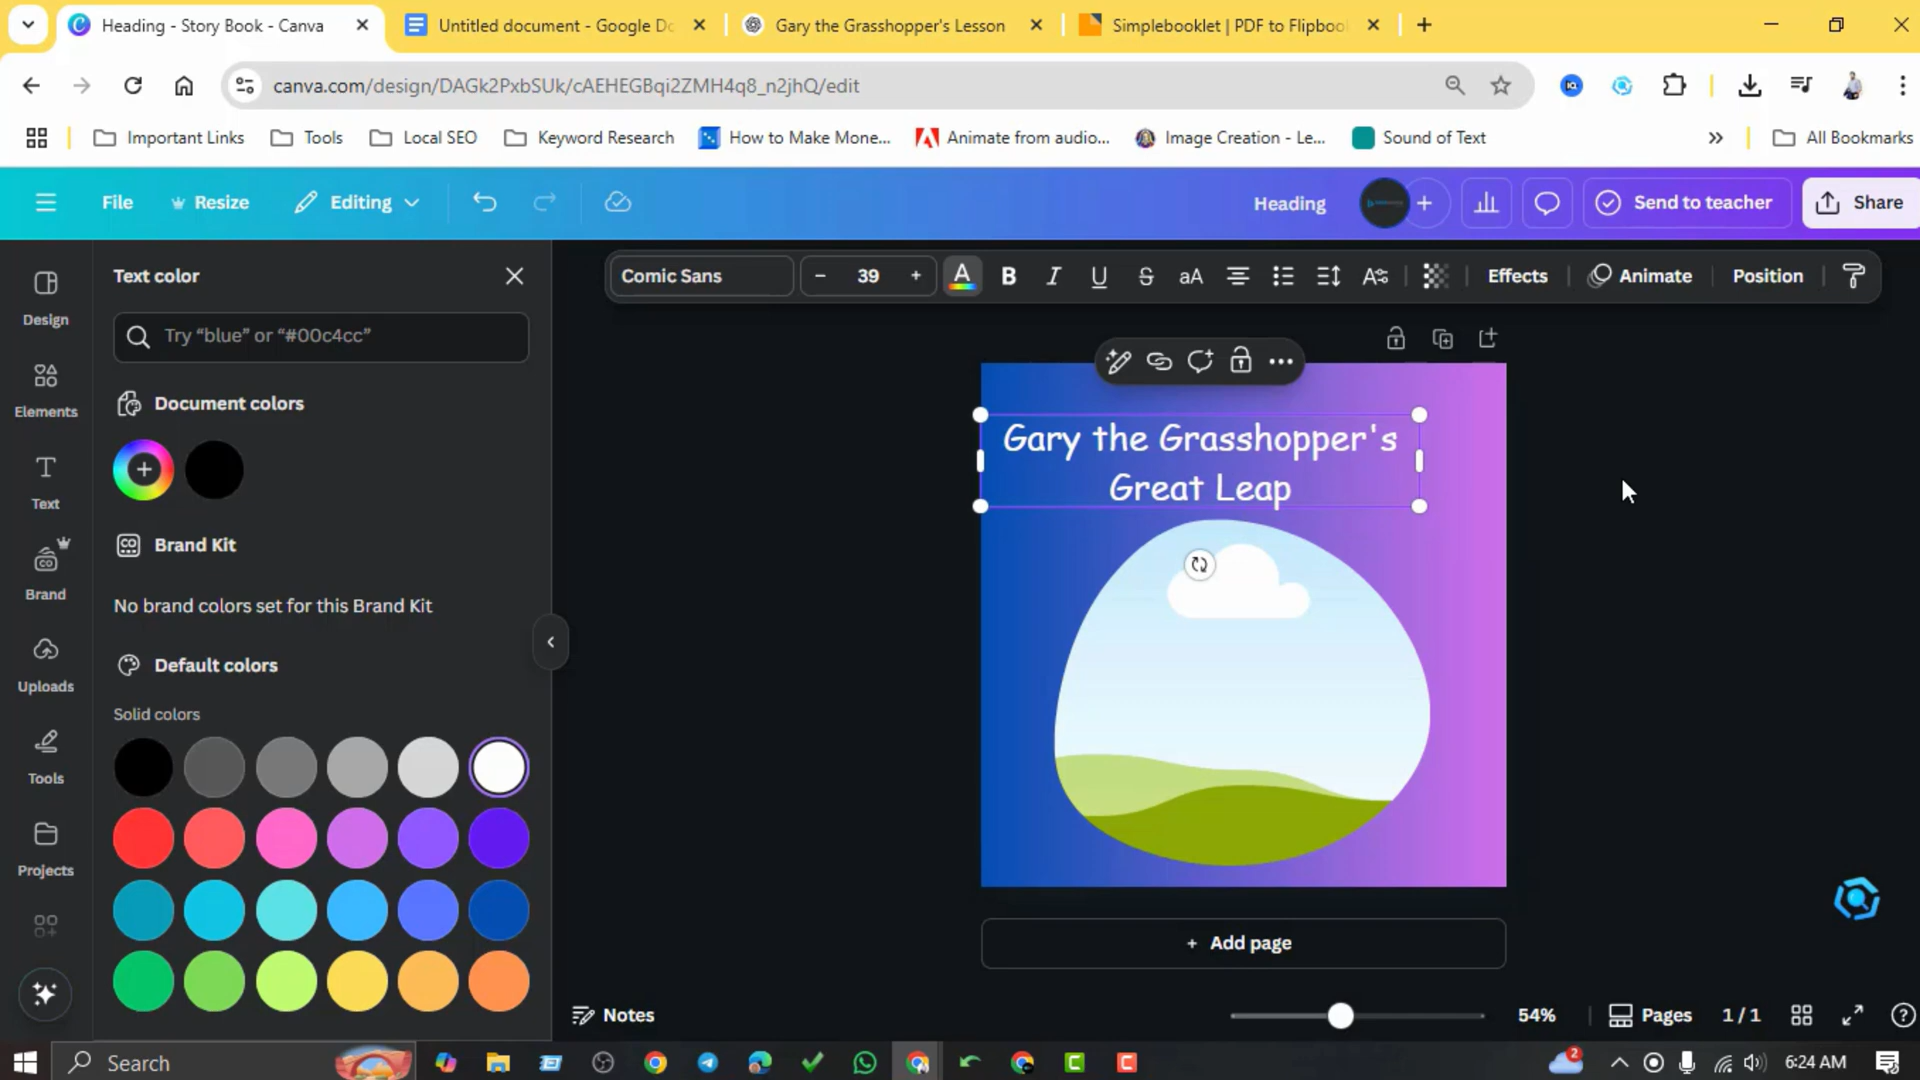 Heading - Story Book - Canva
Untitled document - Google Do
Gary the Grasshopper's Lesson
Simplebooklet | PDF to Flipbook
canva.com/design/DAGk2PxbSUk/cAEHEGBqi2ZMH4q8_n2jhQ/edit
Important Links
Tools
Local SEO
Keyword Research
How to Make Mone...
Animate from audio...
Image Creation - Le...
Sound of Text
All Bookmarks
File
Resize
Editing
Heading
Send to teacher
Share
Design
Elements
Text
Brand
Uploads
Tools
Projects
Text color
Try “blue” or “#00c4cc”
Document colors
Brand Kit
No brand colors set for this Brand Kit
Default colors
Solid colors
Comic Sans
– 39 +
A
B
I
U
S
aA
Effects
Animate
Position
Gary the Grasshopper's
Great Leap
+ Add page
Notes
54%
Pages
1 / 1
Search
2
6:24 AM